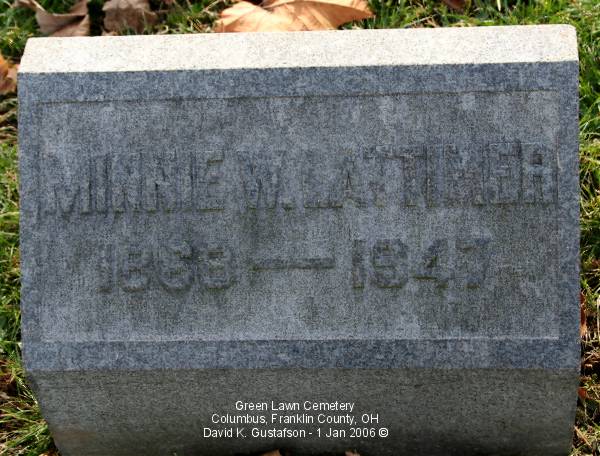 MINNIE W. LATTIMER
1868 — 1947
Green Lawn Cemetery
Columbus, Franklin County, OH
David K. Gustafson - 1 Jan 2006 ©